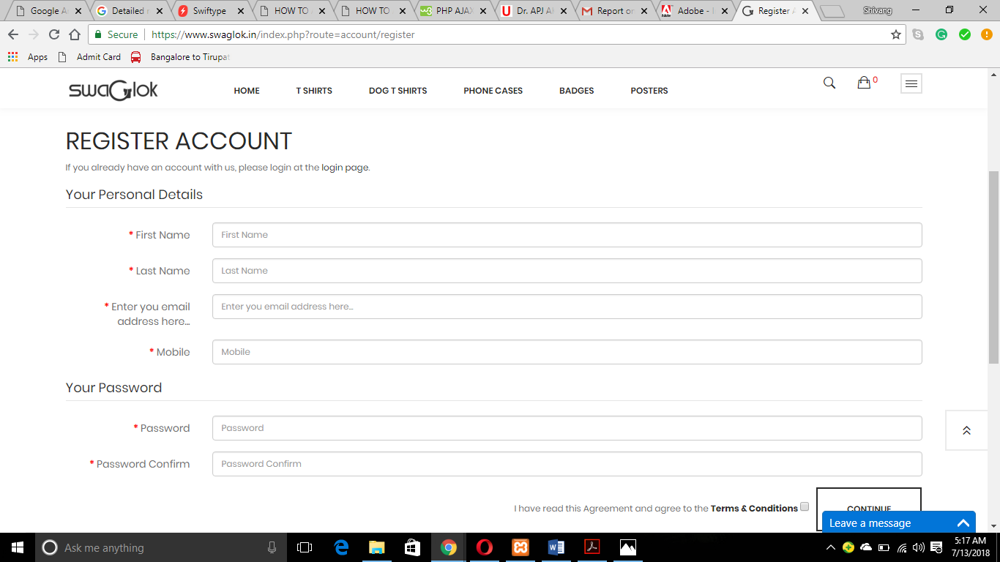 Google A
Detailed r
Swiftype
HOW TO
HOW TO
PHP AJAX
Dr. APJ A
Report or
Adobe -
Register A
Shivang
Secure https://www.swaglok.in/index.php?route=account/register
Apps Admit Card Bangalore to Tirupat
swaGlok HOME T SHIRTS DOG T SHIRTS PHONE CASES BADGES POSTERS 0
REGISTER ACCOUNT
If you already have an account with us, please login at the login page.
Your Personal Details
* First Name First Name
* Last Name Last Name
* Enter you email address here... Enter you email address here...
* Mobile Mobile
Your Password
* Password Password
* Password Confirm Password Confirm
I have read this Agreement and agree to the Terms & Conditions CONTINUE
Leave a message
Ask me anything
5:17 AM
7/13/2018